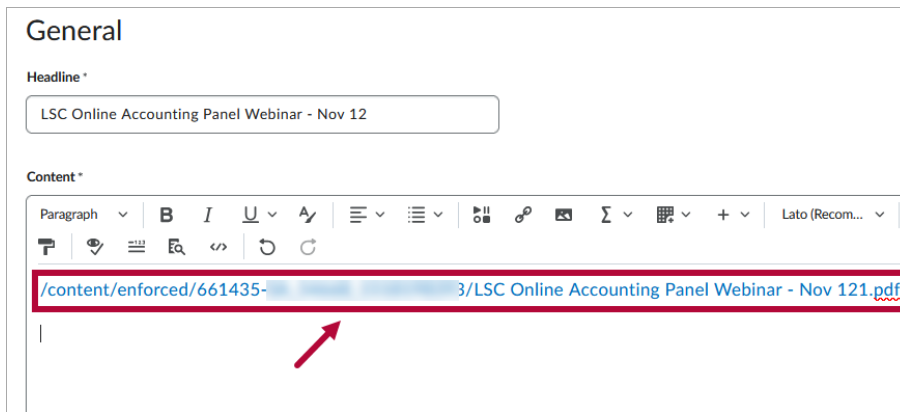 General
Headline *
LSC Online Accounting Panel Webinar - Nov 12
Content *
Paragraph B I U Σ + Lato (Recom...
/content/enforced/661435- 3/LSC Online Accounting Panel Webinar - Nov 121.pdf